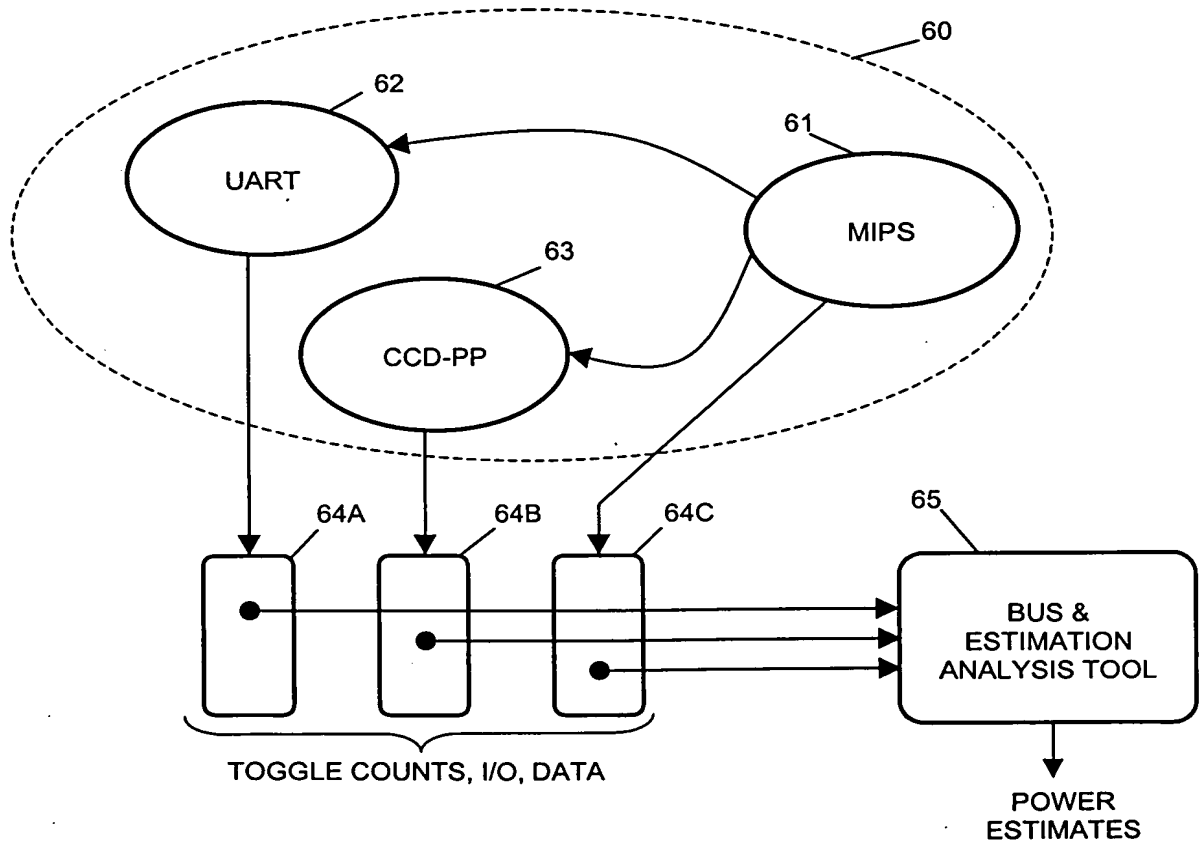 60
62
UART
61
MIPS
63
CCD-PP
64A
64B
64C
65
BUS &
ESTIMATION
ANALYSIS TOOL
TOGGLE COUNTS, I/O, DATA
POWER
ESTIMATES